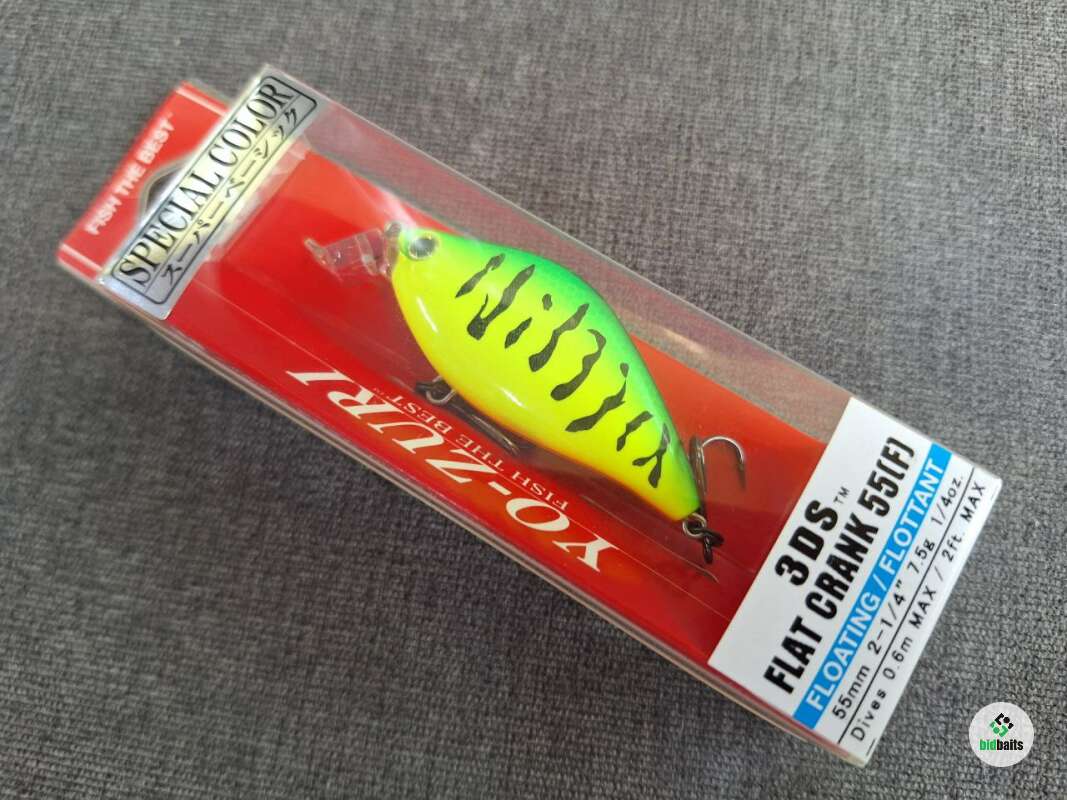 FISH THE BEST™
SPECIAL COLOR
スーパーベーシック
YO-ZURI
FISH THE BEST™
3DS™
FLAT CRANK 55(F)
FLOATING / FLOTTANT
55mm 2-1/4" 7.5g 1/4oz.
Dives 0.6m MAX / 2ft. MAX
bidbaits